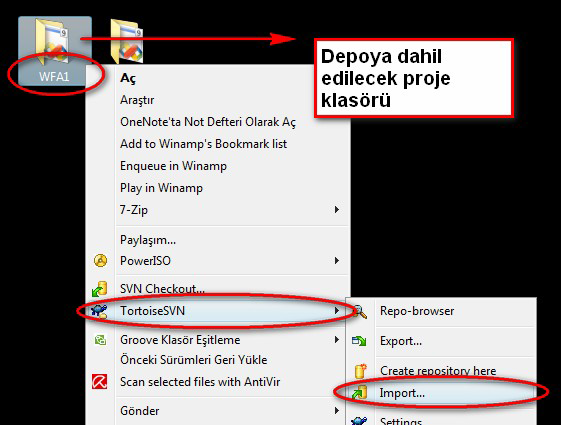 WFA1
Depoya dahil
edilecek proje
klasörü
Aç
Araştır
OneNote'ta Not Defteri Olarak Aç
Add to Winamp's Bookmark list
Enqueue in Winamp
Play in Winamp
7-Zip
Paylaşım...
PowerISO
SVN Checkout...
TortoiseSVN
Groove Klasör Eşitleme
Önceki Sürümleri Geri Yükle
Scan selected files with AntiVir
Gönder
Repo-browser
Export...
Create repository here
Import...
Settings